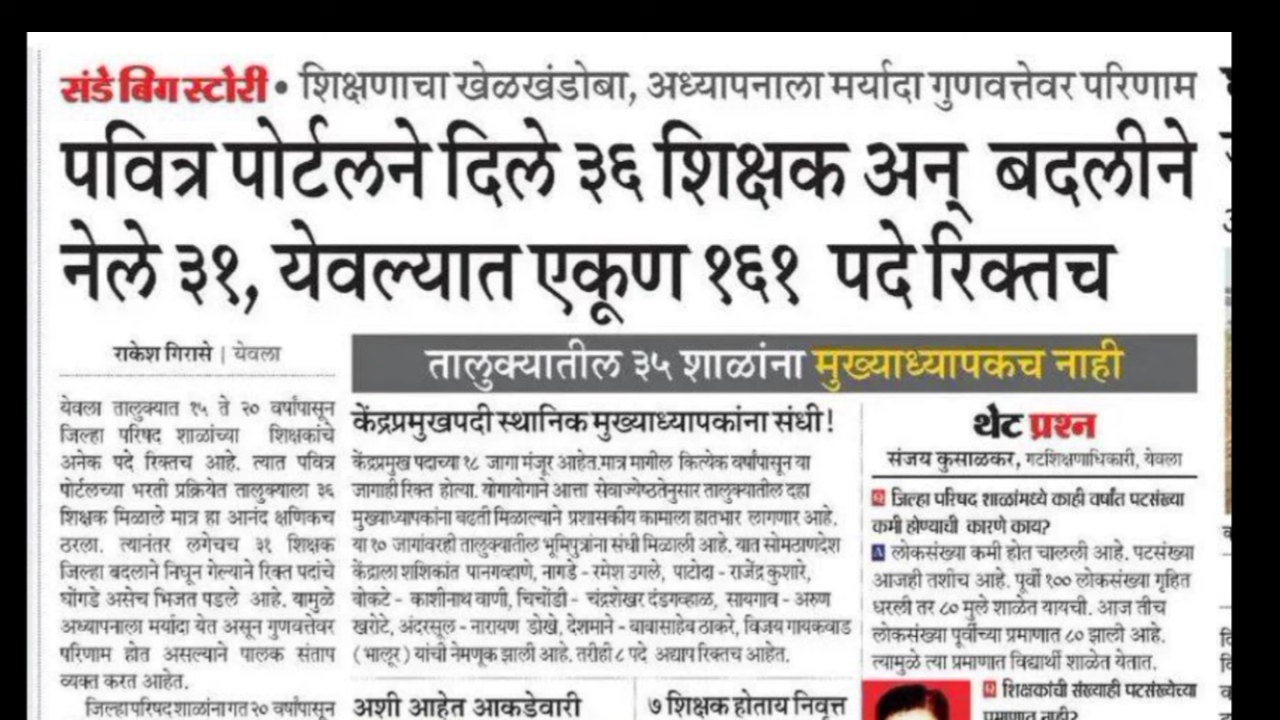 संडे बिग स्टोरी • शिक्षणाचा खेळखंडोबा, अध्यापनाला मर्यादा गुणवत्तेवर परिणाम
पवित्र पोर्टलने दिले ३६ शिक्षक अन् बदलीने
नेले ३१, येवल्यात एकूण १६१ पदे रिक्तच
राकेश गिरासे | येवला
येवला तालुक्यात १५ ते २० वर्षांपासून
जिल्हा परिषद शाळांच्या शिक्षकांचे
अनेक पदे रिक्तच आहे. त्यात पवित्र
पोर्टलच्या भरती प्रक्रियेत तालुक्याला ३६
शिक्षक मिळाले मात्र हा आनंद क्षणिकच
ठरला. त्यानंतर लगेचच ३१ शिक्षक
जिल्हा बदलाने निघून गेल्याने रिक्त पदांचे
घोंगडे असेच भिजत पडले आहे. यामुळे
अध्यापनाला मर्यादा येत असून गुणवत्तेवर
परिणाम होत असल्याने पालक संताप
व्यक्त करत आहेत.
जिल्हा परिषद शाळांना गत २० वर्षांपासून
तालुक्यातील ३५ शाळांना मुख्याध्यापकच नाही
केंद्रप्रमुखपदी स्थानिक मुख्याध्यापकांना संधी!
केंद्रप्रमुख पदाच्या १८ जागा मंजूर आहेत.मात्र मागील कित्येक वर्षांपासून या
जागाही रिक्त होत्या. योगायोगाने आत्ता सेवाज्येष्ठतेनुसार तालुक्यातील दहा
मुख्याध्यापकांना बढती मिळाल्याने प्रशासकीय कामाला हातभार लागणार आहे.
या १० जागांवरही तालुक्यातील भूमिपुत्रांना संधी मिळाली आहे. यात सोमठाणदेश
केंद्राला शशिकांत पानगव्हाणे, नागडे - रमेश उगले, पाटोदा - राजेंद्र कुशारे,
बोकटे - काशीनाथ वाणी, चिचोंडी - चंद्रशेखर दंडगव्हाळ, सायगाव - अरुण
खरोटे, अंदरसूल - नारायण डोखे, देशमाने - बाबासाहेब ठाकरे, विजय गायकवाड
(भालूर) यांची नेमणूक झाली आहे. तरीही ८ पदे अद्याप रिक्तच आहेत.
अशी आहेत आकडेवारी
७ शिक्षक होताय निवृत्त
थेट प्रश्न
संजय कुसाळकर, गटशिक्षणाधिकारी, येवला
Q जिल्हा परिषद शाळांमध्ये काही वर्षांत पटसंख्या
कमी होण्याची कारणे काय?
A लोकसंख्या कमी होत चालली आहे. पटसंख्या
आजही तशीच आहे. पूर्वी १०० लोकसंख्या गृहित
धरली तर ८० मुले शाळेत यायची. आज तीच
लोकसंख्या पूर्वीच्या प्रमाणात ८० झाली आहे.
त्यामुळे त्या प्रमाणात विद्यार्थी शाळेत येतात.
Q शिक्षकांची संख्याही पटसंख्येच्या